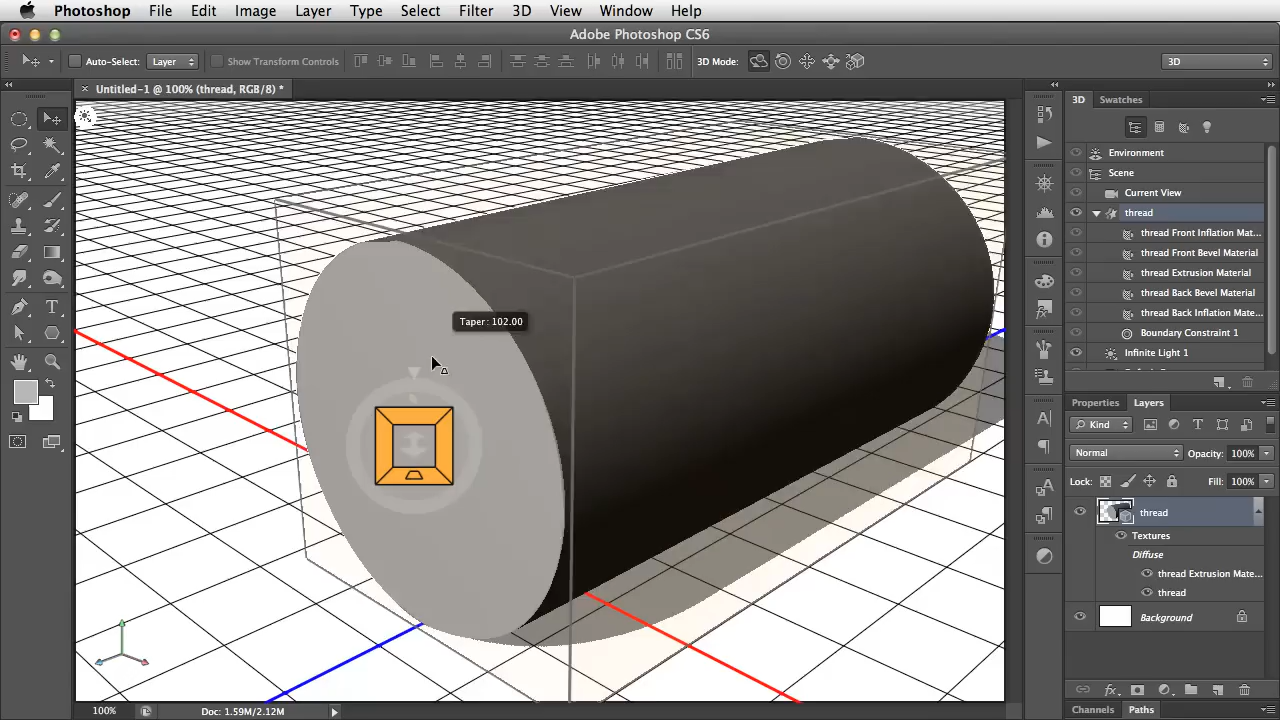 Photoshop File Edit Image Layer Type Select Filter 3D View Window Help
Adobe Photoshop CS6
Auto-Select: Layer Show Transform Controls 3D Mode: 3D
Untitled-1 @ 100% (thread, RGB/8) *
3D Swatches
Environment
Scene
Current View
thread
thread Front Inflation Mat...
thread Front Bevel Material
thread Extrusion Material
thread Back Bevel Material
thread Back Inflation Mate...
Boundary Constraint 1
Infinite Light 1
Taper: 102.00
Properties Layers
Kind
Normal Opacity: 100%
Lock: Fill: 100%
thread
Textures
Diffuse
thread Extrusion Mate...
thread
Background
100% Doc: 1.59M/2.12M
Channels Paths